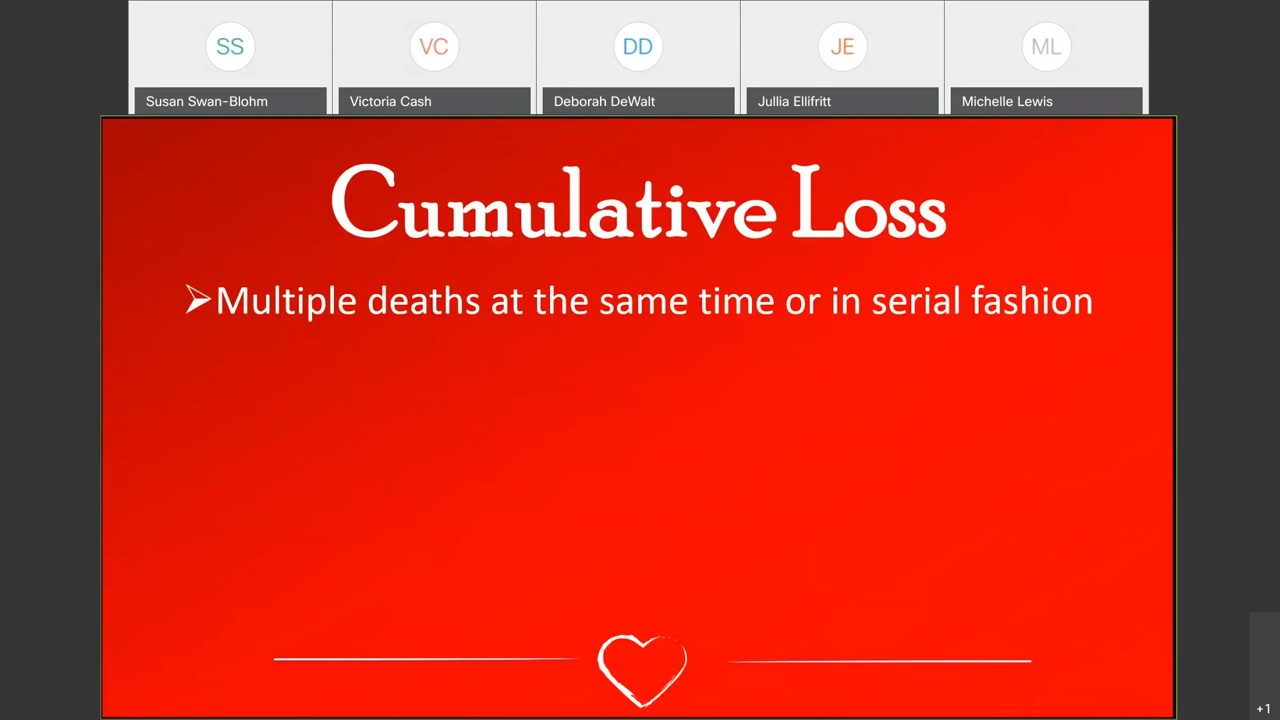 SS VC DD JE ML
Susan Swan-Blohm Victoria Cash Deborah DeWalt Jullia Ellifritt Michelle Lewis
Cumulative Loss
➢Multiple deaths at the same time or in serial fashion
+1